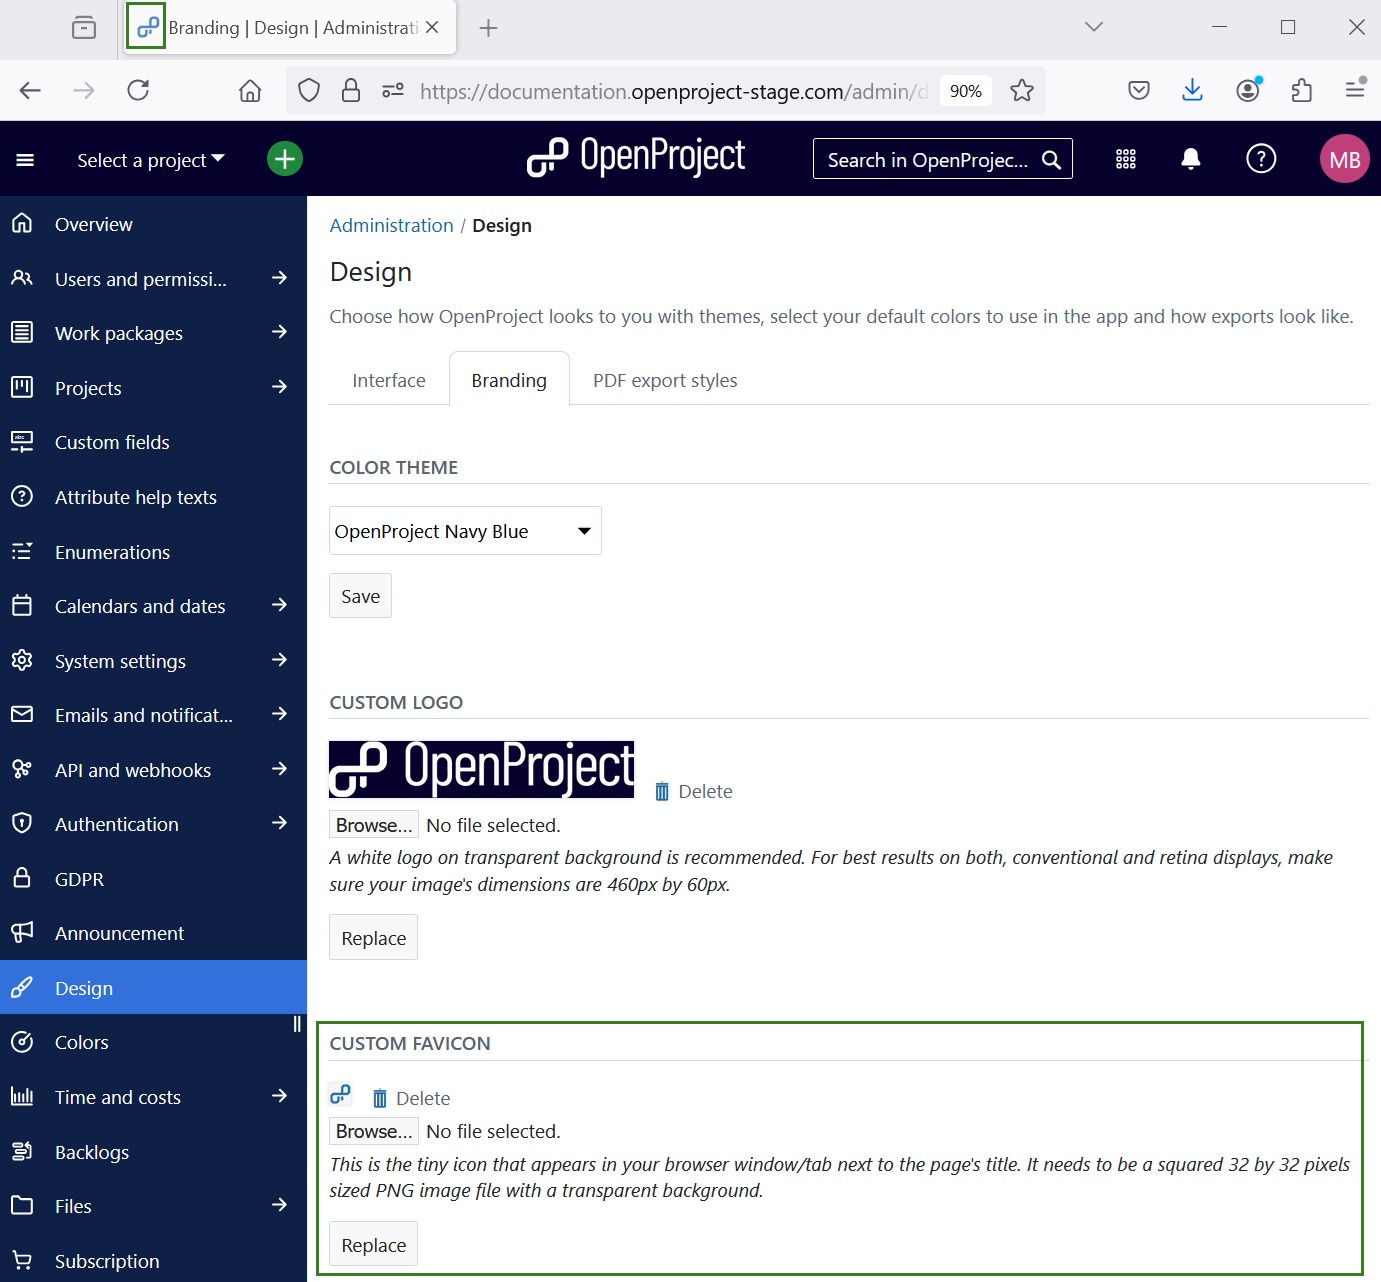 Branding | Design | Administrati
https://documentation.openproject-stage.com/admin/d
90%
Select a project
OpenProject
Search in OpenProjec...
MB
Overview
Users and permissi...
Work packages
Projects
Custom fields
Attribute help texts
Enumerations
Calendars and dates
System settings
Emails and notificat...
API and webhooks
Authentication
GDPR
Announcement
Design
Colors
Time and costs
Backlogs
Files
Subscription
Administration / Design
Design
Choose how OpenProject looks to you with themes, select your default colors to use in the app and how exports look like.
Interface
Branding
PDF export styles
COLOR THEME
OpenProject Navy Blue
Save
CUSTOM LOGO
OpenProject
Delete
Browse... No file selected.
A white logo on transparent background is recommended. For best results on both, conventional and retina displays, make
sure your image's dimensions are 460px by 60px.
Replace
CUSTOM FAVICON
Delete
Browse... No file selected.
This is the tiny icon that appears in your browser window/tab next to the page's title. It needs to be a squared 32 by 32 pixels
sized PNG image file with a transparent background.
Replace